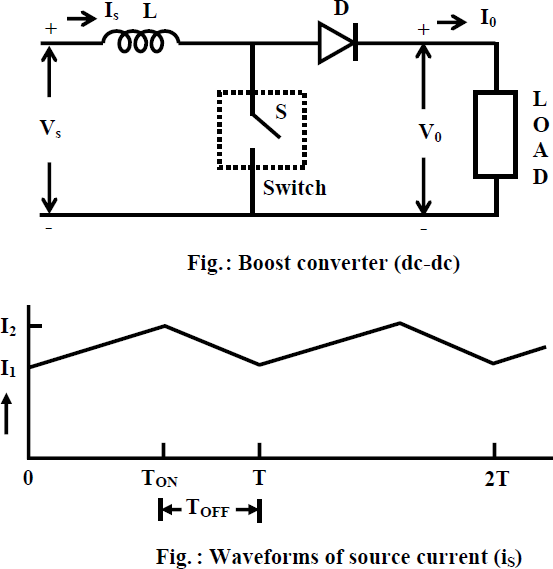 + Is L D + I0
Vs S V0 L O A D
Switch
- -
Fig.: Boost converter (dc-dc)
I2
I1
0 TON T 2T
TOFF
Fig. : Waveforms of source current (iS)